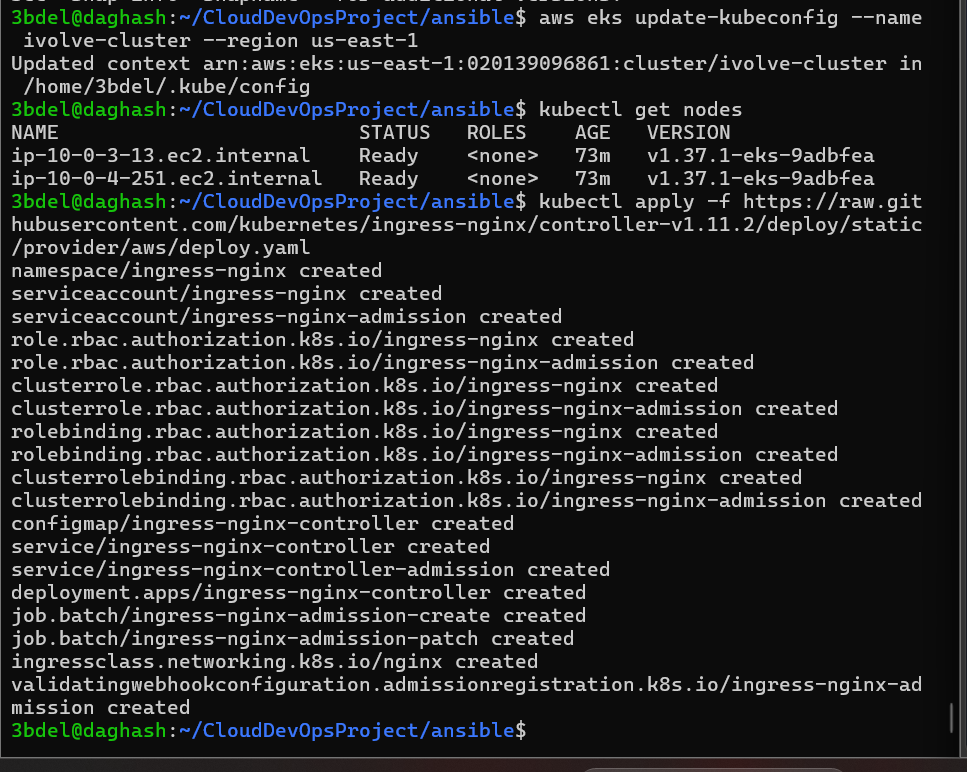 3bdel@daghash:~/CloudDevOpsProject/ansible$ aws eks update-kubeconfig --name
 ivolve-cluster --region us-east-1
Updated context arn:aws:eks:us-east-1:020139096861:cluster/ivolve-cluster in
 /home/3bdel/.kube/config
3bdel@daghash:~/CloudDevOpsProject/ansible$ kubectl get nodes
NAME                         STATUS   ROLES    AGE   VERSION
ip-10-0-3-13.ec2.internal    Ready    <none>   73m   v1.37.1-eks-9adbfea
ip-10-0-4-251.ec2.internal   Ready    <none>   73m   v1.37.1-eks-9adbfea
3bdel@daghash:~/CloudDevOpsProject/ansible$ kubectl apply -f https://raw.git
hubusercontent.com/kubernetes/ingress-nginx/controller-v1.11.2/deploy/static
/provider/aws/deploy.yaml
namespace/ingress-nginx created
serviceaccount/ingress-nginx created
serviceaccount/ingress-nginx-admission created
role.rbac.authorization.k8s.io/ingress-nginx created
role.rbac.authorization.k8s.io/ingress-nginx-admission created
clusterrole.rbac.authorization.k8s.io/ingress-nginx created
clusterrole.rbac.authorization.k8s.io/ingress-nginx-admission created
rolebinding.rbac.authorization.k8s.io/ingress-nginx created
rolebinding.rbac.authorization.k8s.io/ingress-nginx-admission created
clusterrolebinding.rbac.authorization.k8s.io/ingress-nginx created
clusterrolebinding.rbac.authorization.k8s.io/ingress-nginx-admission created
configmap/ingress-nginx-controller created
service/ingress-nginx-controller created
service/ingress-nginx-controller-admission created
deployment.apps/ingress-nginx-controller created
job.batch/ingress-nginx-admission-create created
job.batch/ingress-nginx-admission-patch created
ingressclass.networking.k8s.io/nginx created
validatingwebhookconfiguration.admissionregistration.k8s.io/ingress-nginx-ad
mission created
3bdel@daghash:~/CloudDevOpsProject/ansible$